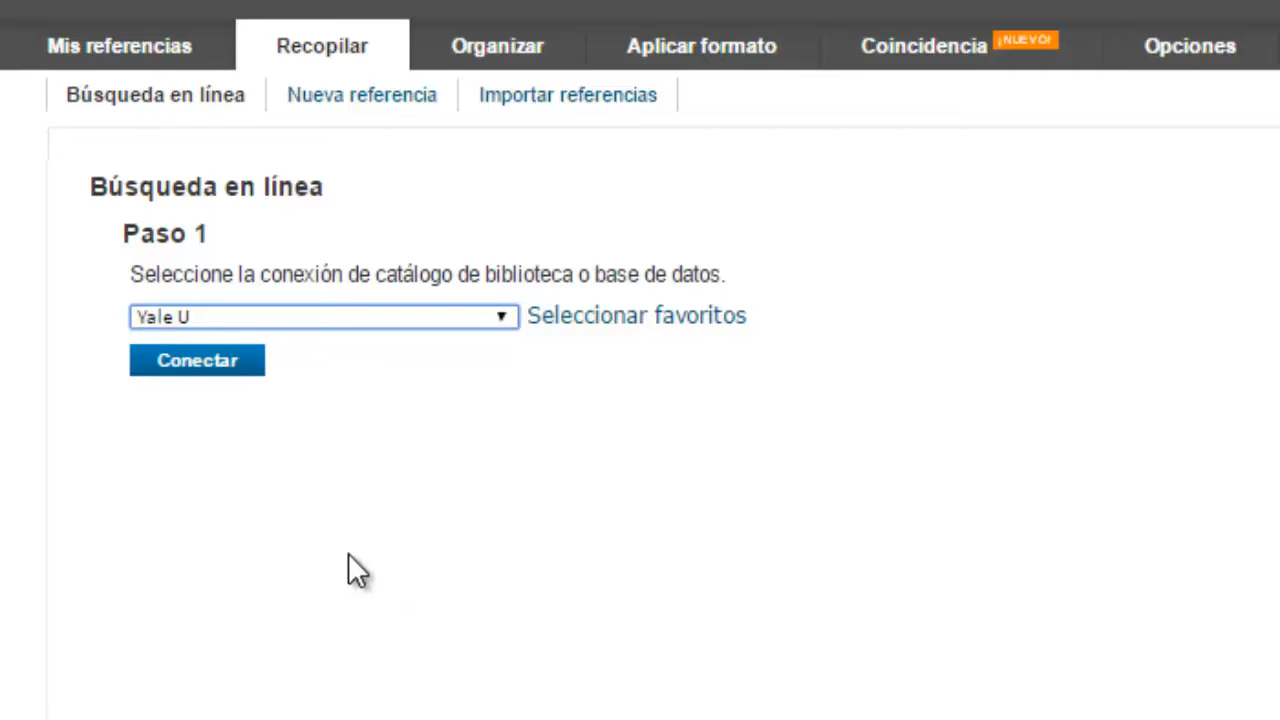 Mis referencias Recopilar Organizar Aplicar formato Coincidencia ¡NUEVO! Opciones
Búsqueda en línea Nueva referencia Importar referencias
Búsqueda en línea
Paso 1
Seleccione la conexión de catálogo de biblioteca o base de datos.
Yale U Seleccionar favoritos
Conectar